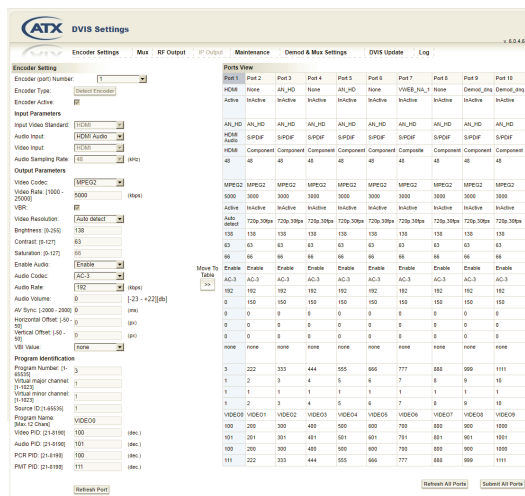 ATX DVIS Settings
v. 6.0.4.6
Encoder Settings Mux RF Output IP Output Maintenance Demod & Mux Settings DVIS Update Log
Encoder Setting Ports View
Encoder (port) Number: 1 Port 1 Port 2 Port 3 Port 4 Port 5 Port 6 Port 7 Port 8 Port 9 Port 10
Encoder Type: Detect Encoder HDMI None AN_HD None AN_HD None VWEB_NA_1 None Demod_dnq Demod_dnq
Encoder Active: InActive InActive InActive InActive InActive InActive InActive InActive InActive InActive
Input Parameters
Input Video Standard: HDMI AN_HD AN_HD AN_HD AN_HD AN_HD AN_HD AN_HD AN_HD AN_HD AN_HD
Audio Input: HDMI Audio HDMI Audio S/PDIF S/PDIF S/PDIF S/PDIF S/PDIF S/PDIF S/PDIF S/PDIF S/PDIF
Video Input: HDMI HDMI Component Component Component Component Component Composite Component Component Component
Audio Sampling Rate: 48 (kHz) 48 48 48 48 48 48 48 48 48 48
Output Parameters
Video Codec: MPEG2 MPEG2 MPEG2 MPEG2 MPEG2 MPEG2 MPEG2 MPEG2 MPEG2 MPEG2 MPEG2
Video Rate: [1000 - 25000] 5000 (kbps) 5000 3000 3000 3000 3000 3000 3000 3000 3000 3000
VBR: InActive InActive InActive InActive InActive InActive InActive InActive InActive InActive
Video Resolution: Auto detect Auto detect 720p,30fps 720p,30fps 720p,30fps 720p,30fps 720p,30fps 720p,30fps 720p,30fps 720p,30fps 720p,30fps
Brightness: [0-255] 138 138 138 138 138 138 138 138 138 138 138
Contrast: [0-127] 63 63 63 63 63 63 63 63 63 63 63
Saturation: [0-127] 66 66 66 66 66 66 66 66 66 66 66
Enable Audio: Enable Move To Table >> Enable Enable Enable Enable Enable Enable Enable Enable Enable Enable
Audio Codec: AC-3 AC-3 AC-3 AC-3 AC-3 AC-3 AC-3 AC-3 AC-3 AC-3 AC-3
Audio Rate: 192 (kbps) 192 192 192 192 192 192 192 192 192 192
Audio Volume: 0 [-23 - +22][db] 0 150 150 150 150 150 150 150 150 150
AV Sync: [-2000 - 2000] 0 (ms) 0 0 0 0 0 0 0 0 0 0
Horizontal Offset: [-50 - 50] 0 (px) 0 0 0 0 0 0 0 0 0 0
Vertical Offset: [-50 - 50] 0 (px) 0 0 0 0 0 0 0 0 0 0
VBI Value: none none none none none none none none none none none
Program Identification
Program Number: [1-65535] 3 3 222 333 444 555 666 777 888 999 1111
Virtual major channel: [1-1023] 1 1 2 3 4 5 6 7 8 9 10
Virtual minor channel: [1-1023] 1 1 1 1 1 1 1 1 1 1 1
Source ID:[1-65535] 1 1 2 3 4 5 6 7 8 9 10
Program Name: [Max.12 Chars] VIDEO0 VIDEO0 VIDEO1 VIDEO2 VIDEO3 VIDEO4 VIDEO5 VIDEO6 VIDEO7 VIDEO8 VIDEO9
Video PID: [21-8190] 100 (dec.) 100 200 300 400 500 600 700 800 900 1000
Audio PID: [21-8190] 101 (dec.) 101 201 301 401 501 601 701 801 901 1001
PCR PID: [21-8190] 100 (dec.) 100 200 300 400 500 600 700 800 900 1000
PMT PID: [21-8190] 111 (dec.) 111 222 333 444 555 666 777 888 999 1111
Refresh Port Refresh All Ports Submit All Ports